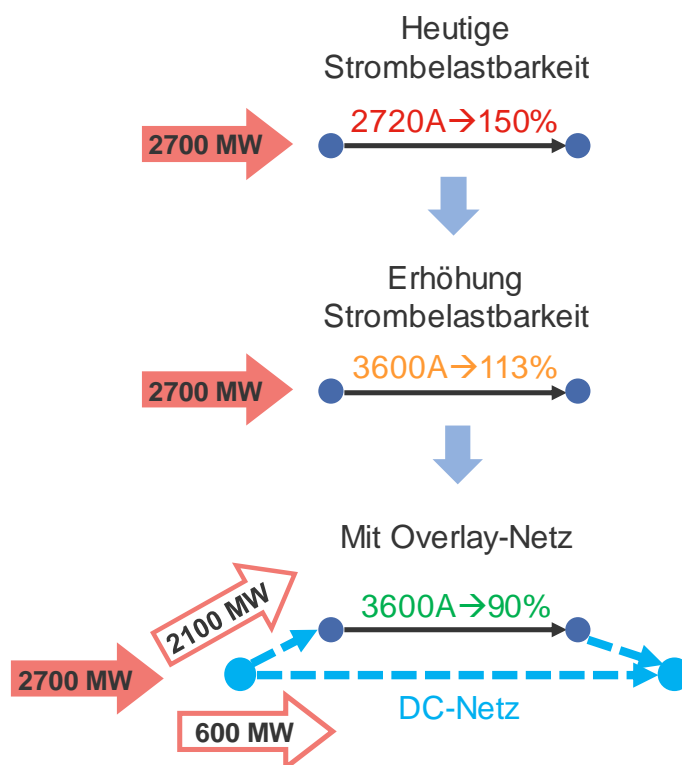 Heutige
Strombelastbarkeit
2720A→150%
2700 MW
Erhöhung
Strombelastbarkeit
3600A→113%
2700 MW
Mit Overlay-Netz
2100 MW
3600A→90%
2700 MW
DC-Netz
600 MW